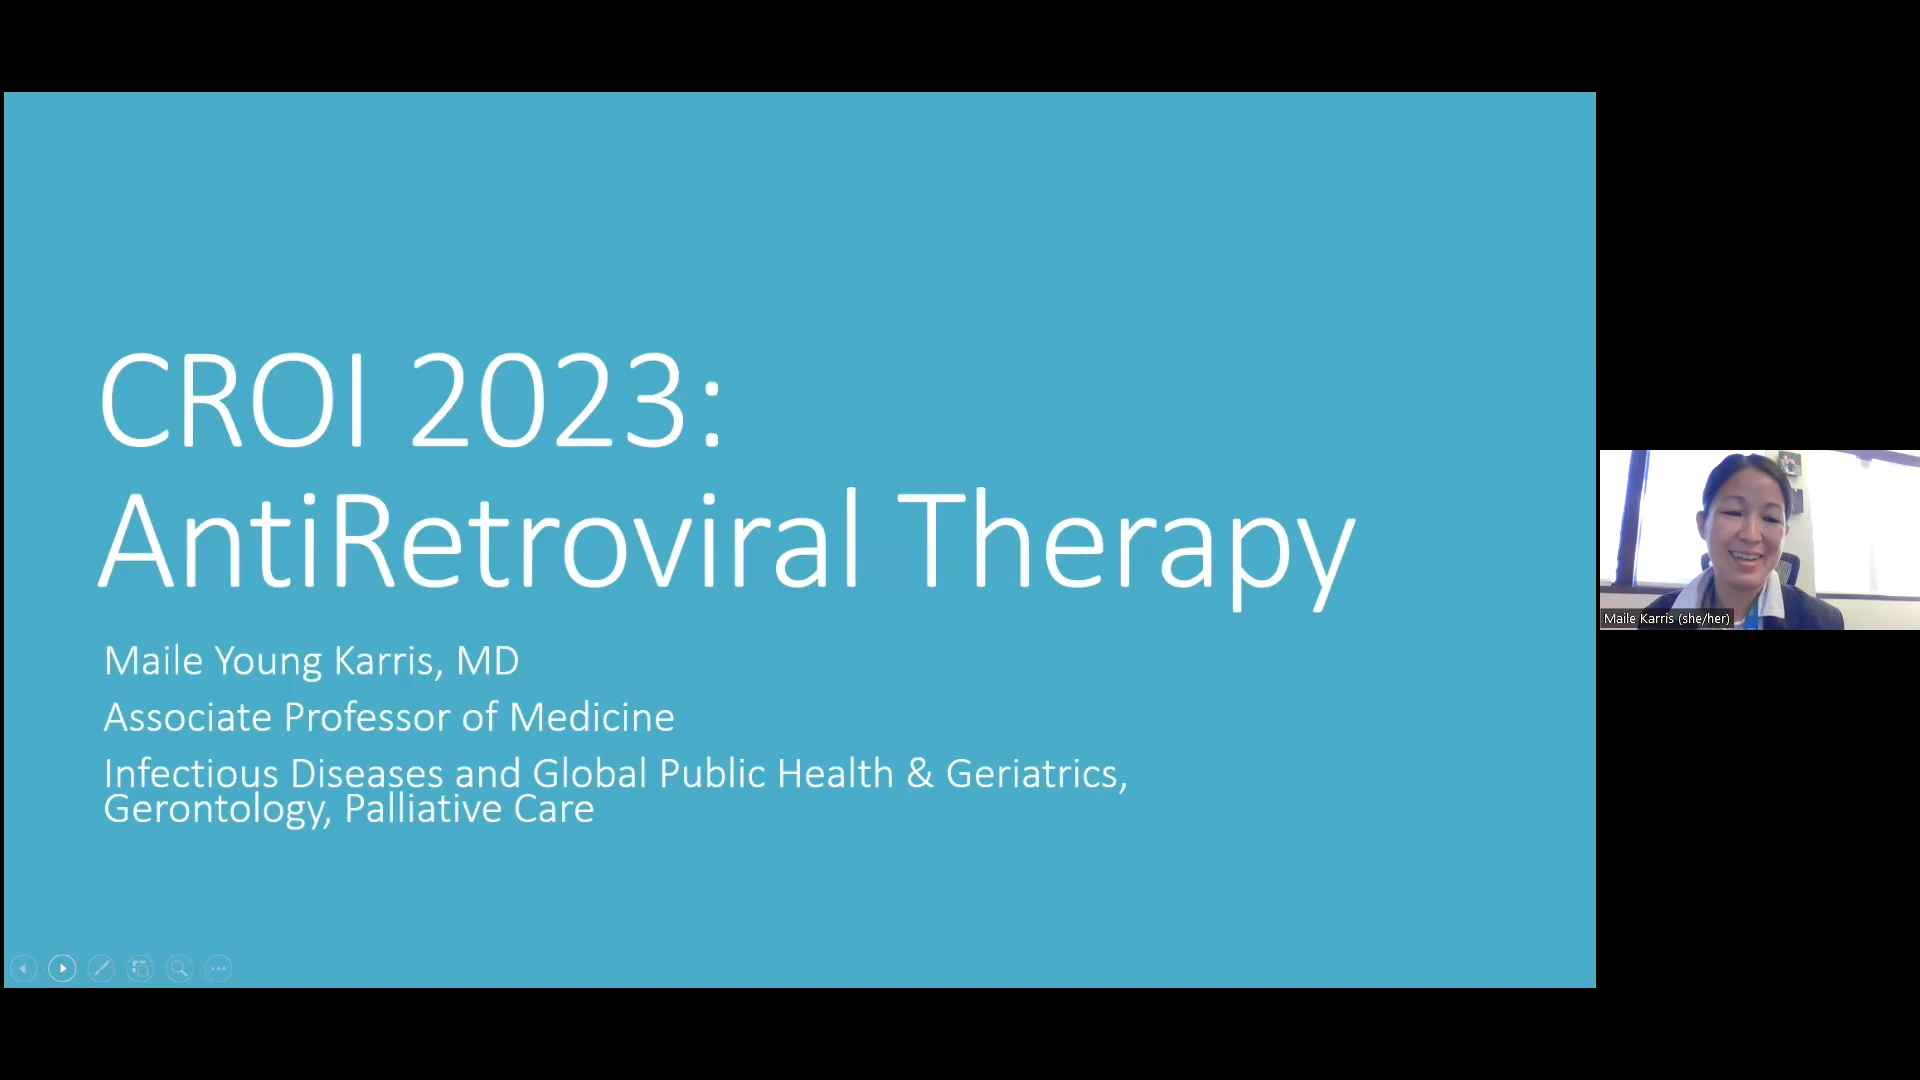 CROI 2023:
AntiRetroviral Therapy
Maile Young Karris, MD
Associate Professor of Medicine
Infectious Diseases and Global Public Health & Geriatrics,
Gerontology, Palliative Care
Maile Karris (she/her)